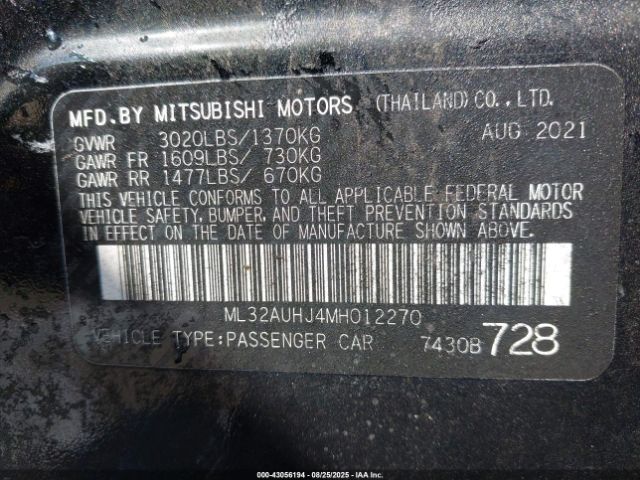 MFD.BY MITSUBISHI MOTORS (THAILAND)CO.,LTD.
GVWR 3020LBS/1370KG AUG 2021
GAWR FR 1609LBS/ 730KG
GAWR RR 1477LBS/ 670KG
THIS VEHICLE CONFORMS TO ALL APPLICABLE FEDERAL MOTOR
VEHICLE SAFETY, BUMPER, AND THEFT PREVENTION STANDARDS
IN EFFECT ON THE DATE OF MANUFACTURE SHOWN ABOVE.
ML32AUHJ4MH012270
VEHICLE TYPE:PASSENGER CAR 74308 728
000-43056194 - 08/25/2025 - IAAI, Inc.